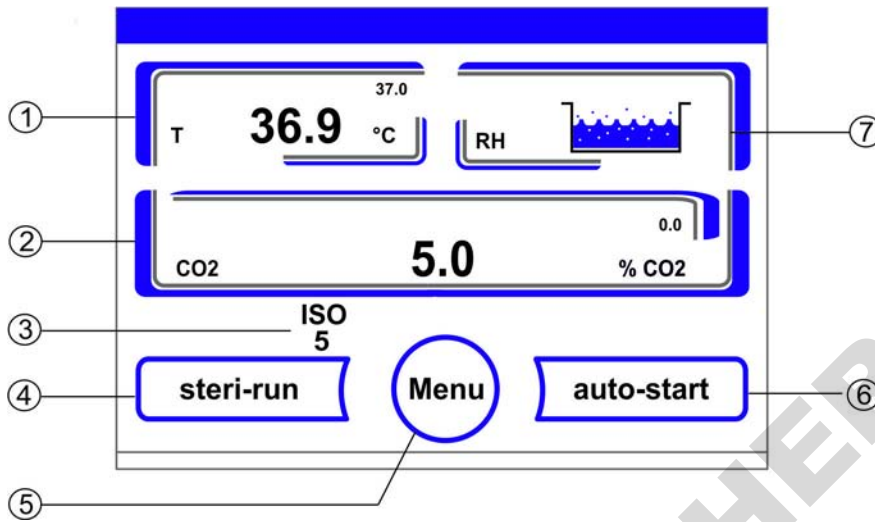 37.0
① T 36.9 °C RH ⑦
0.0
② CO2 5.0 % CO2
③ ISO
5
④ steri-run Menu auto-start ⑥
⑤